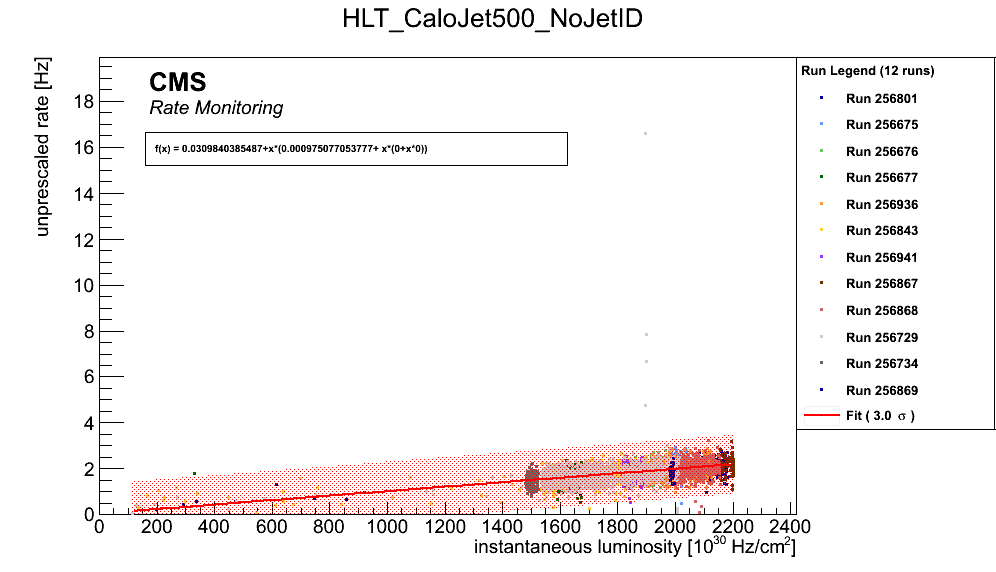 HLT_CaloJet500_NoJetID
unprescaled rate [Hz]
CMS
Rate Monitoring
f(x) = 0.0309840385487+x*(0.000975077053777+ x*(0+x*0))
18
16
14
12
10
8
6
4
2
0
0 200 400 600 800 1000 1200 1400 1600 1800 2000 2200 2400
instantaneous luminosity [10³⁰ Hz/cm²]
Run Legend (12 runs)
Run 256801
Run 256675
Run 256676
Run 256677
Run 256936
Run 256843
Run 256941
Run 256867
Run 256868
Run 256729
Run 256734
Run 256869
Fit ( 3.0 σ )